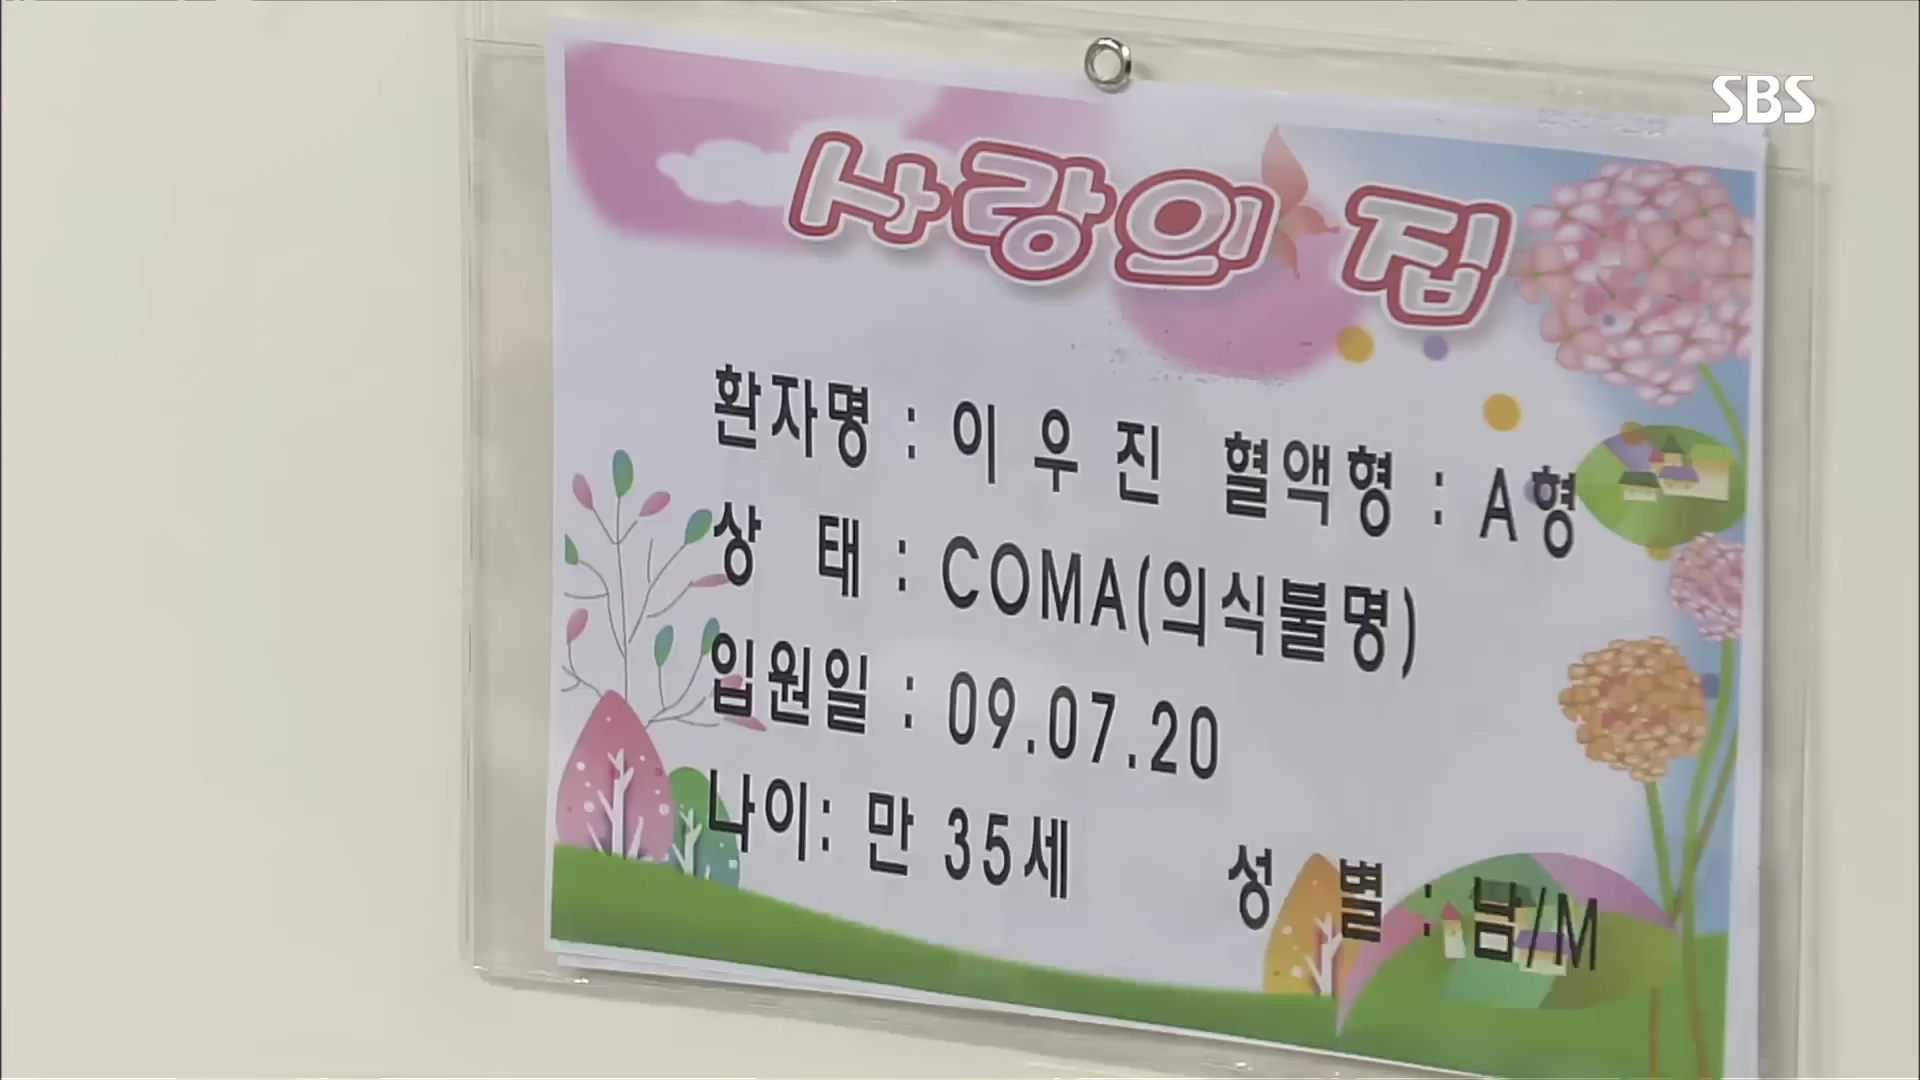 SBS
사랑의 집
환자명 : 이 우 진 혈액형 : A형
상 태 : COMA(의식불명)
입원일 : 09.07.20
나이: 만 35세 성 별 : 남/M